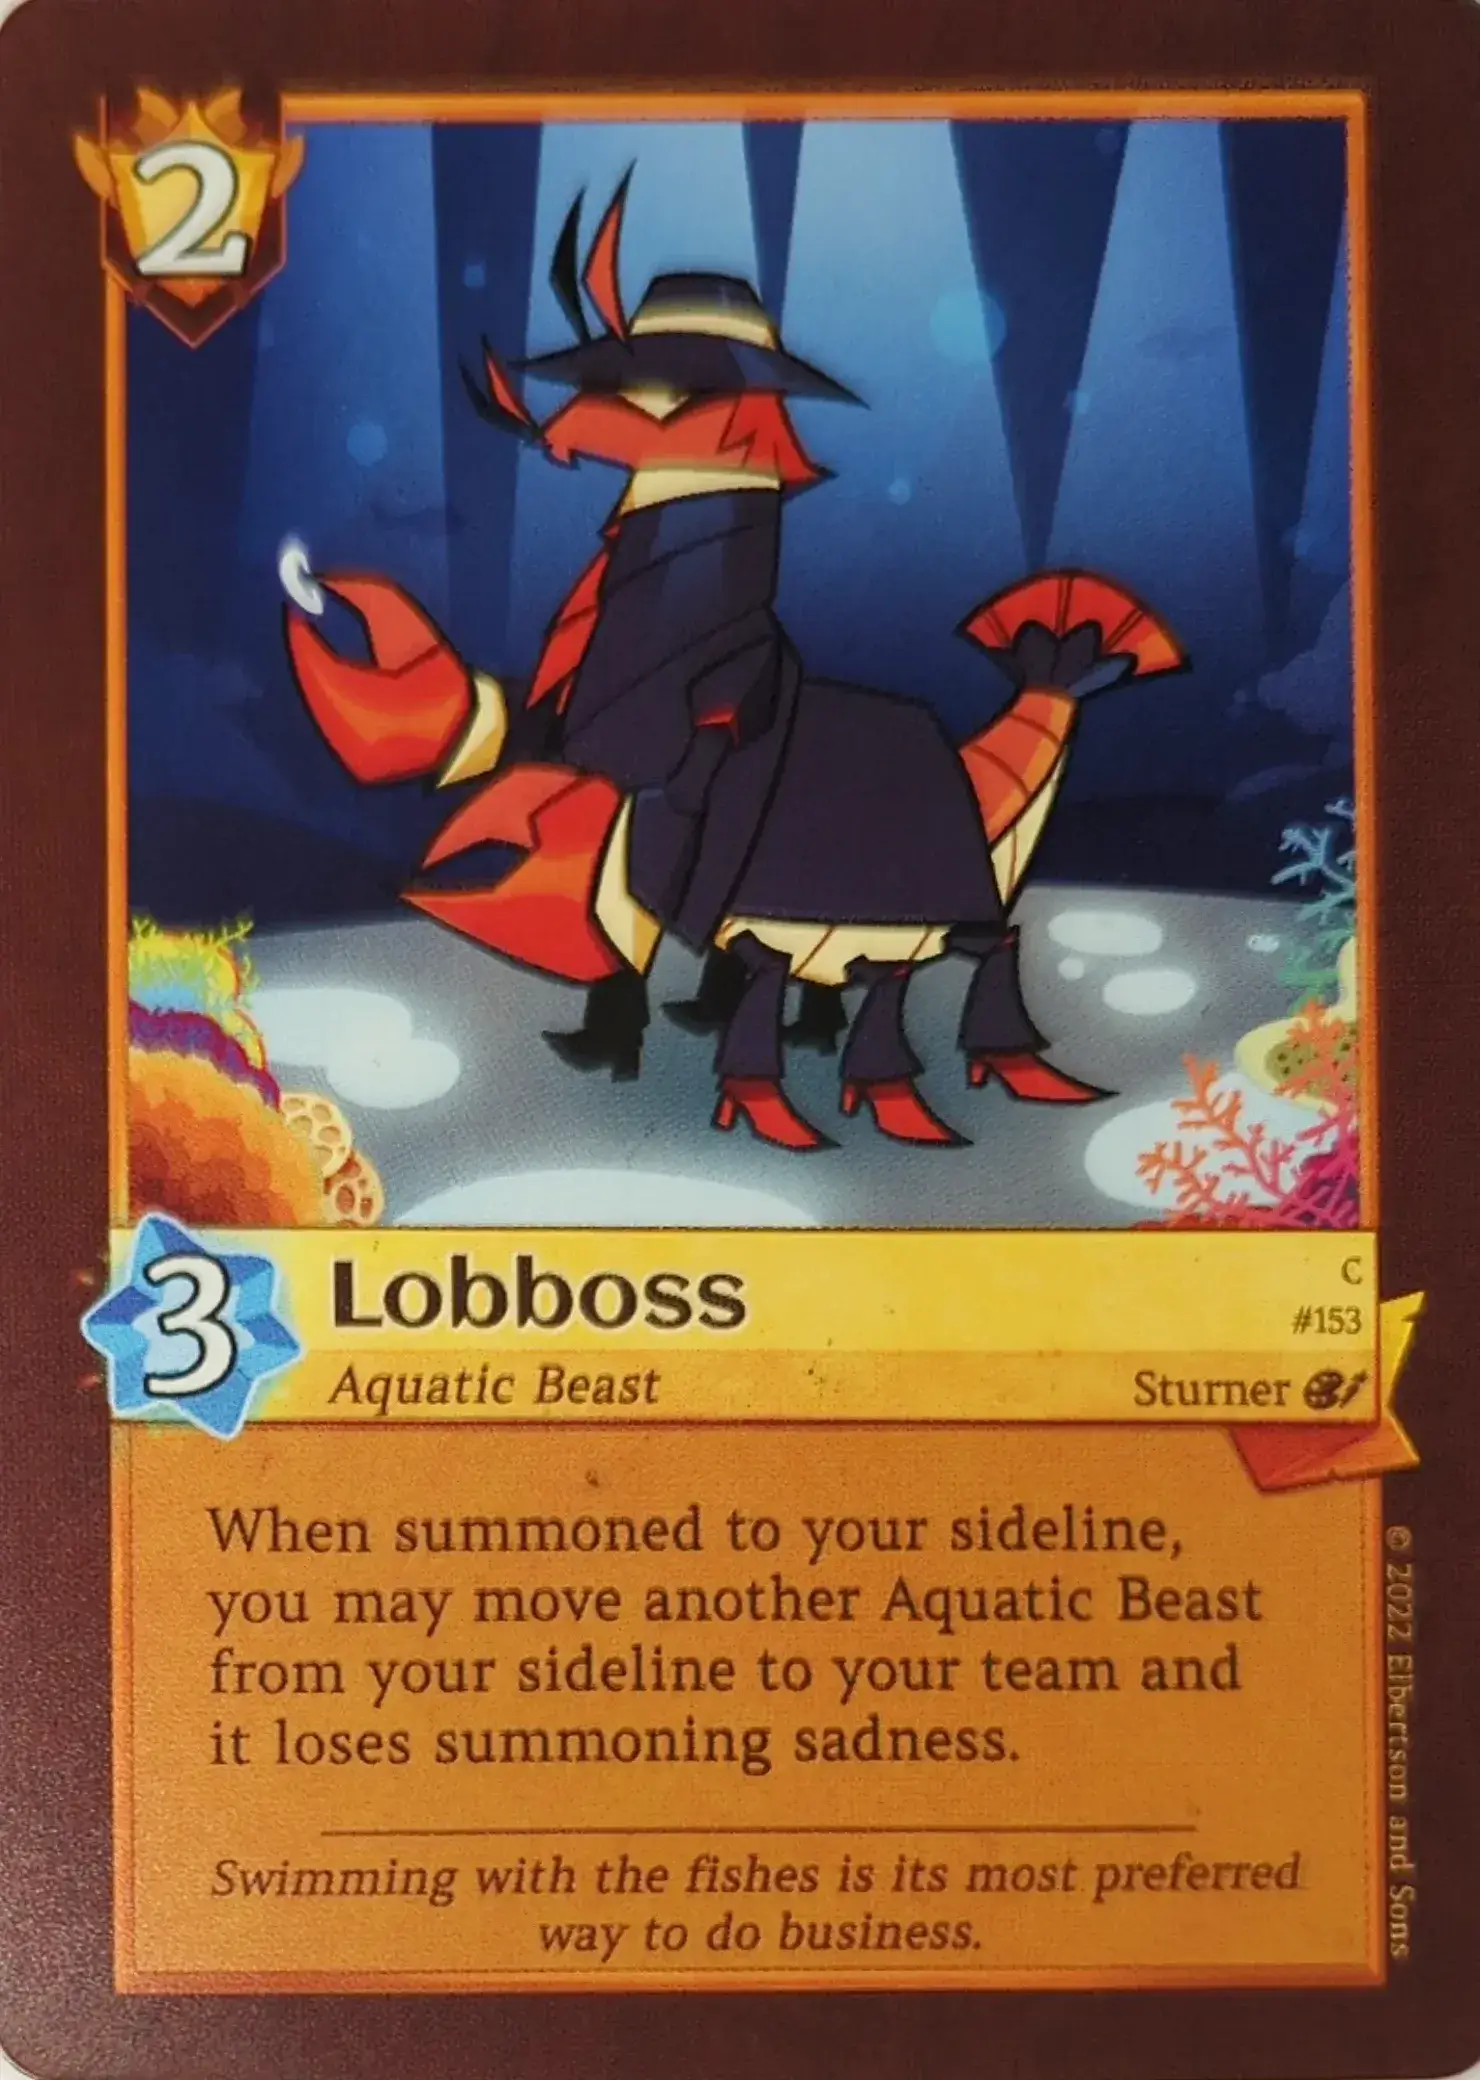 2
3
Lobboss
C
#153
Aquatic Beast
Sturner
When summoned to your sideline,
you may move another Aquatic Beast
from your sideline to your team and
it loses summoning sadness.
Swimming with the fishes is its most preferred
way to do business.
© 2022 Elbertson and Sons